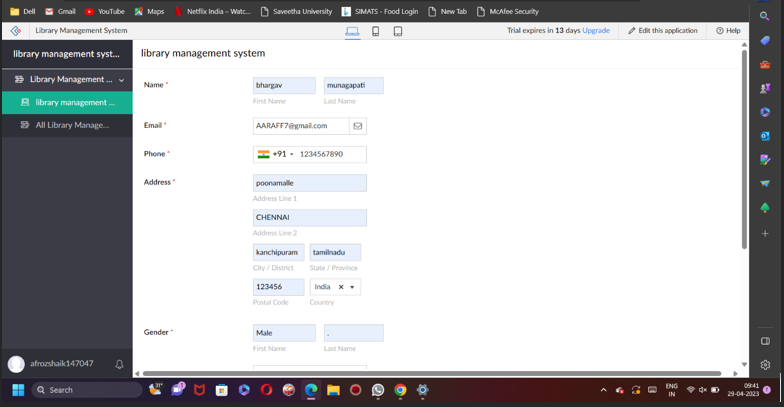 Dell Gmail YouTube Maps Netflix India – Watc... Saveetha University SIMATS - Food Login New Tab McAfee Security
Library Management System Trial expires in 13 days Upgrade Edit this application Help
library management syst... library management system
Library Management ...
library management ...
All Library Manage...
Name * bhargav munagapati
First Name Last Name
Email * AARAFF7@gmail.com
Phone * +91 1234567890
Address * poonamalle
Address Line 1
CHENNAI
Address Line 2
kanchipuram tamilnadu
City / District State / Province
123456 India
Postal Code Country
Gender * Male .
First Name Last Name
afrozshaik147047
31° 1 Search ENG 09:41
IN 29-04-2023 7